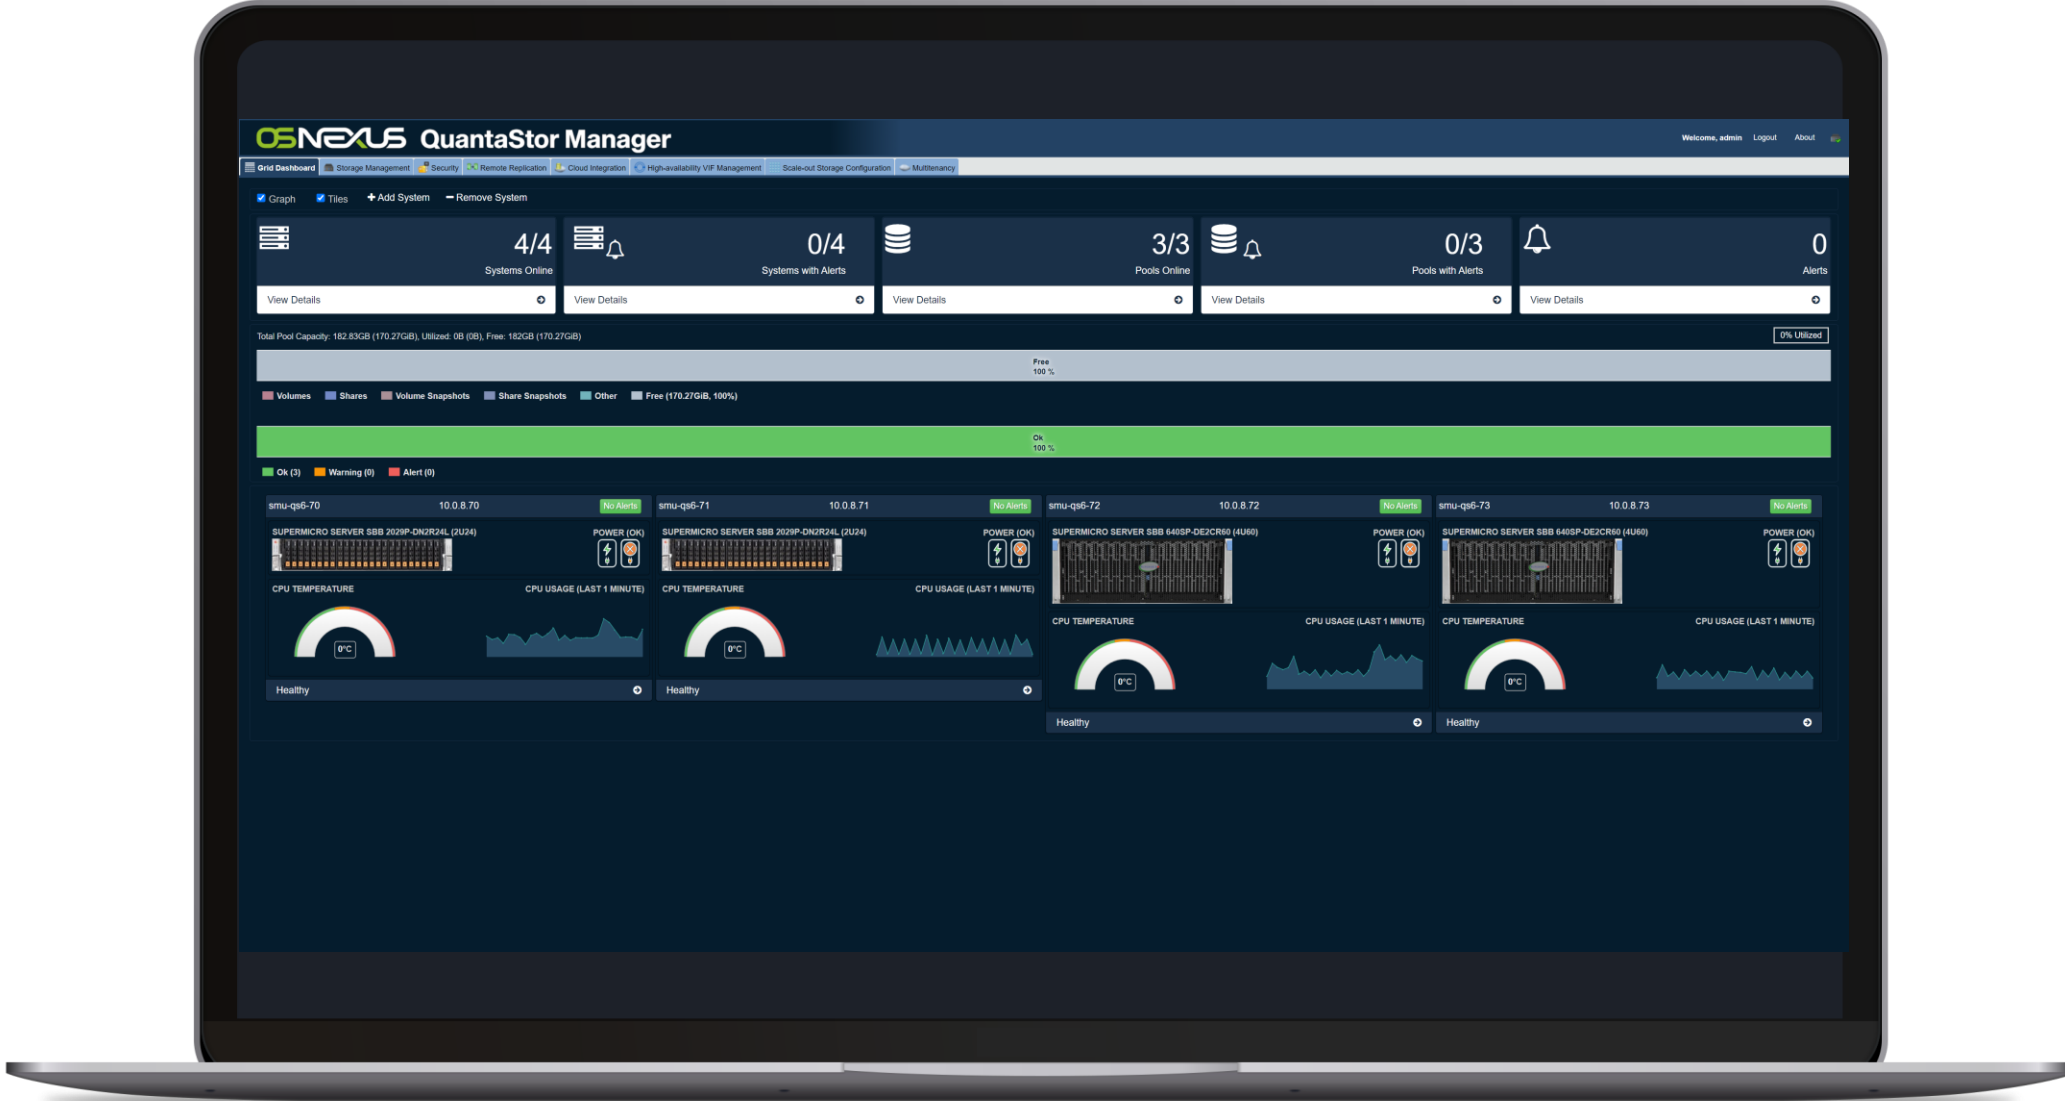 OSNEXUS QuantaStor Manager
Welcome, admin Logout About
Grid Dashboard Storage Management Security Remote Replication Cloud Integration High-availability VIF Management Scale-out Storage Configuration Multitenancy
Graph Tiles Add System Remove System
4/4 0/4 3/3 0/3 0
Systems Online Systems with Alerts Pools Online Pools with Alerts Alerts
View Details View Details View Details View Details View Details
Total Pool Capacity: 182.83GB (170.27GiB), Utilized: 0B (0B), Free: 182GB (170.27GiB) 0% Utilized
Free
100 %
Volumes Shares Volume Snapshots Share Snapshots Other Free (170.27GiB, 100%)
Ok
100 %
Ok (3) Warning (0) Alert (0)
smu-qs6-70 10.0.8.70 No Alerts
SUPERMICRO SERVER SBB 2029P-DN2R24L (2U24) POWER (OK)
CPU TEMPERATURE CPU USAGE (LAST 1 MINUTE)
0°C
Healthy
smu-qs6-71 10.0.8.71 No Alerts
SUPERMICRO SERVER SBB 2029P-DN2R24L (2U24) POWER (OK)
CPU TEMPERATURE CPU USAGE (LAST 1 MINUTE)
0°C
Healthy
smu-qs6-72 10.0.8.72 No Alerts
SUPERMICRO SERVER SBB 640SP-DE2CR60 (4U60) POWER (OK)
CPU TEMPERATURE CPU USAGE (LAST 1 MINUTE)
0°C
Healthy
smu-qs6-73 10.0.8.73 No Alerts
SUPERMICRO SERVER SBB 640SP-DE2CR60 (4U60) POWER (OK)
CPU TEMPERATURE CPU USAGE (LAST 1 MINUTE)
0°C
Healthy